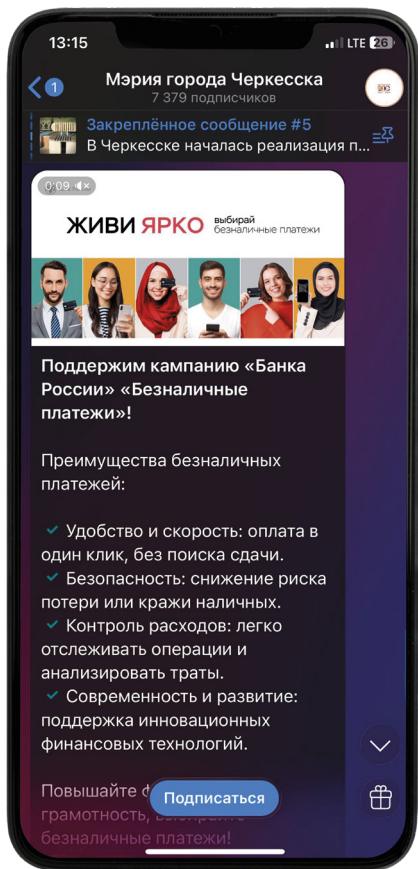 13:15
LTE 26
1
Мэрия города Черкесска
7 379 подписчиков
Закреплённое сообщение #5
В Черкесске началась реализация п...
0:09
ЖИВИ ЯРКО
выбирай
безналичные платежи
Поддержим кампанию «Банка
России» «Безналичные
платежи»!
Преимущества безналичных
платежей:
✓ Удобство и скорость: оплата в
один клик, без поиска сдачи.
✓ Безопасность: снижение риска
потери или кражи наличных.
✓ Контроль расходов: легко
отслеживать операции и
анализировать траты.
✓ Современность и развитие:
поддержка инновационных
финансовых технологий.
Повышайте
Подписаться
грамотность, выбирайте
безналичные платежи!